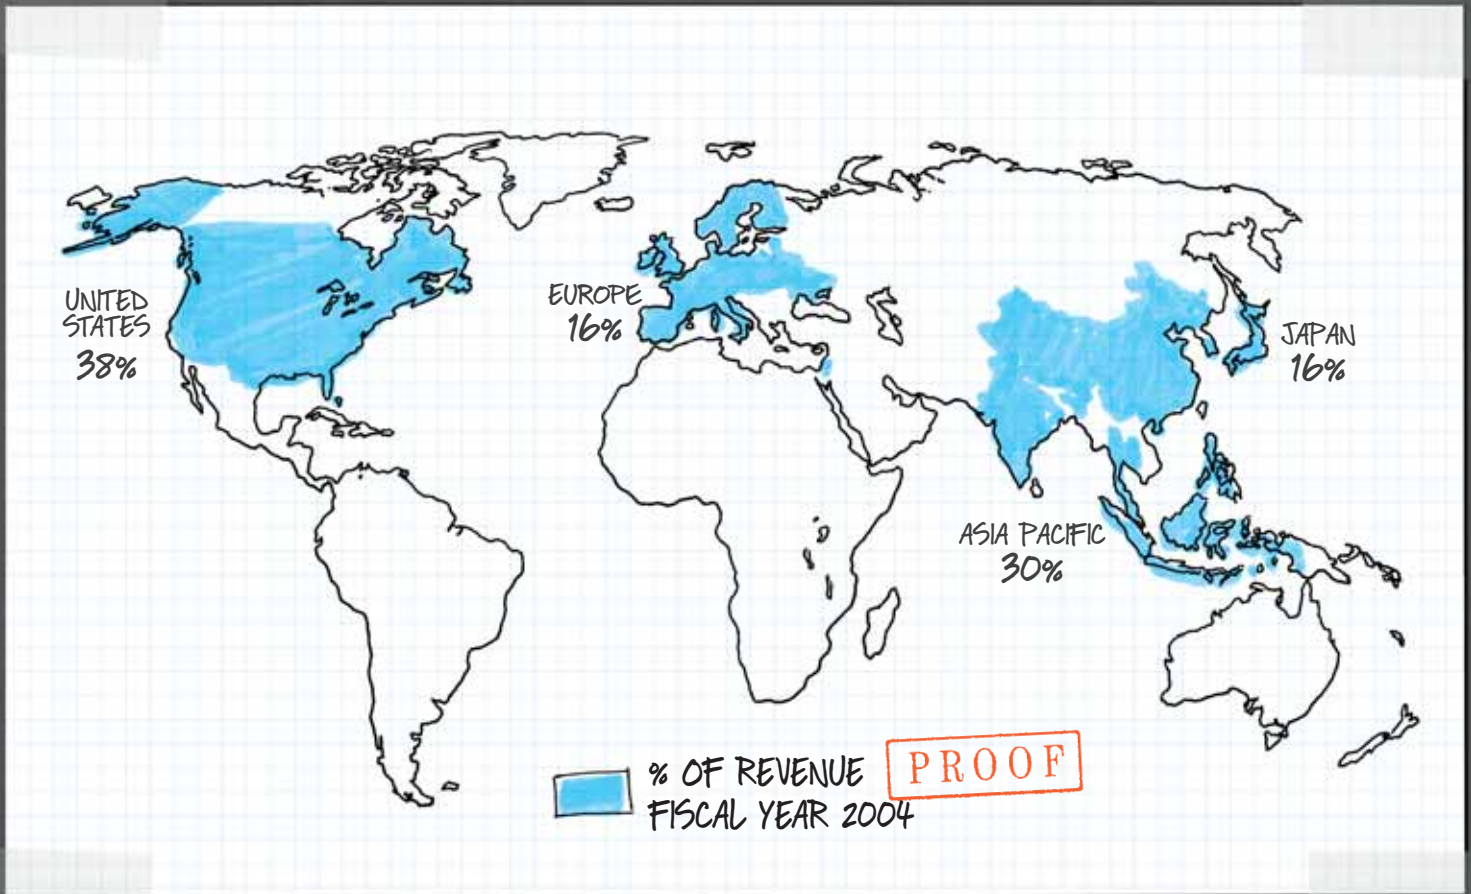 UNITED
STATES
38%
EUROPE
16%
JAPAN
16%
ASIA PACIFIC
30%
% OF REVENUE
FISCAL YEAR 2004
PROOF